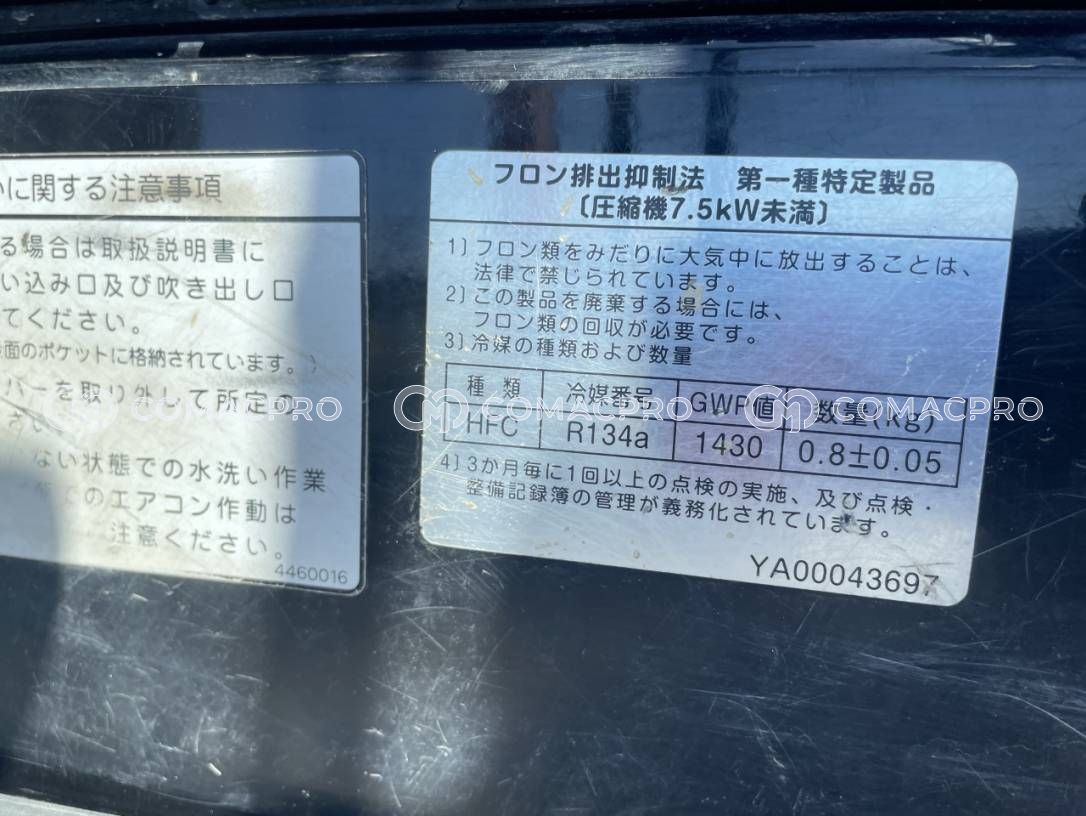 いに関する注意事項
る場合は取扱説明書に
い込み口及び吹き出し口
てください。
面のポケットに格納されています。)
バーを取り外して所定の
さい
ない状態での水洗い作業
のエアコン作動は
注意ください。
4460016
フロン排出抑制法 第一種特定製品
〔圧縮機7.5kW未満〕
1)フロン類をみだりに大気中に放出することは、
法律で禁じられています。
2)この製品を廃棄する場合には、
フロン類の回収が必要です。
3)冷媒の種類および数量
種類 冷媒番号 GWP値 数量(kg)
HFC R134a 1430 0.8±0.05
4)3か月毎に1回以上の点検の実施、及び点検・
整備記録簿の管理が義務化されています。
YA00043697
COMACPRO COMACPRO COMACPRO